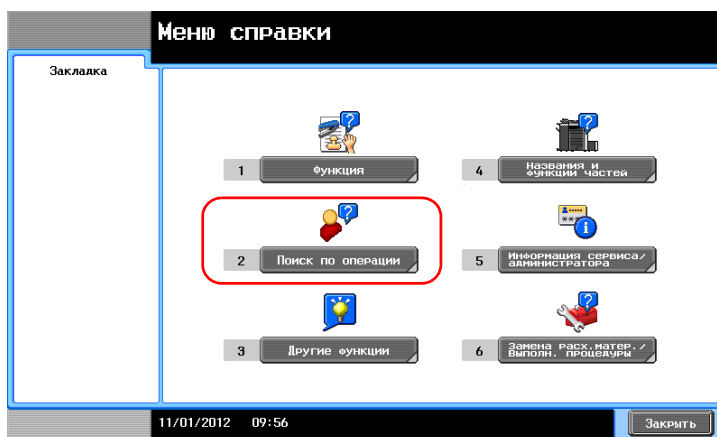 Меню справки
Закладка
1 Функция
2 Поиск по операции
3 Другие функции
4 Названия и
функции частей
5 Информация сервиса/
администратора
6 Замена расх.матер./
Выполн. процедуры
11/01/2012 09:56
Закрыть